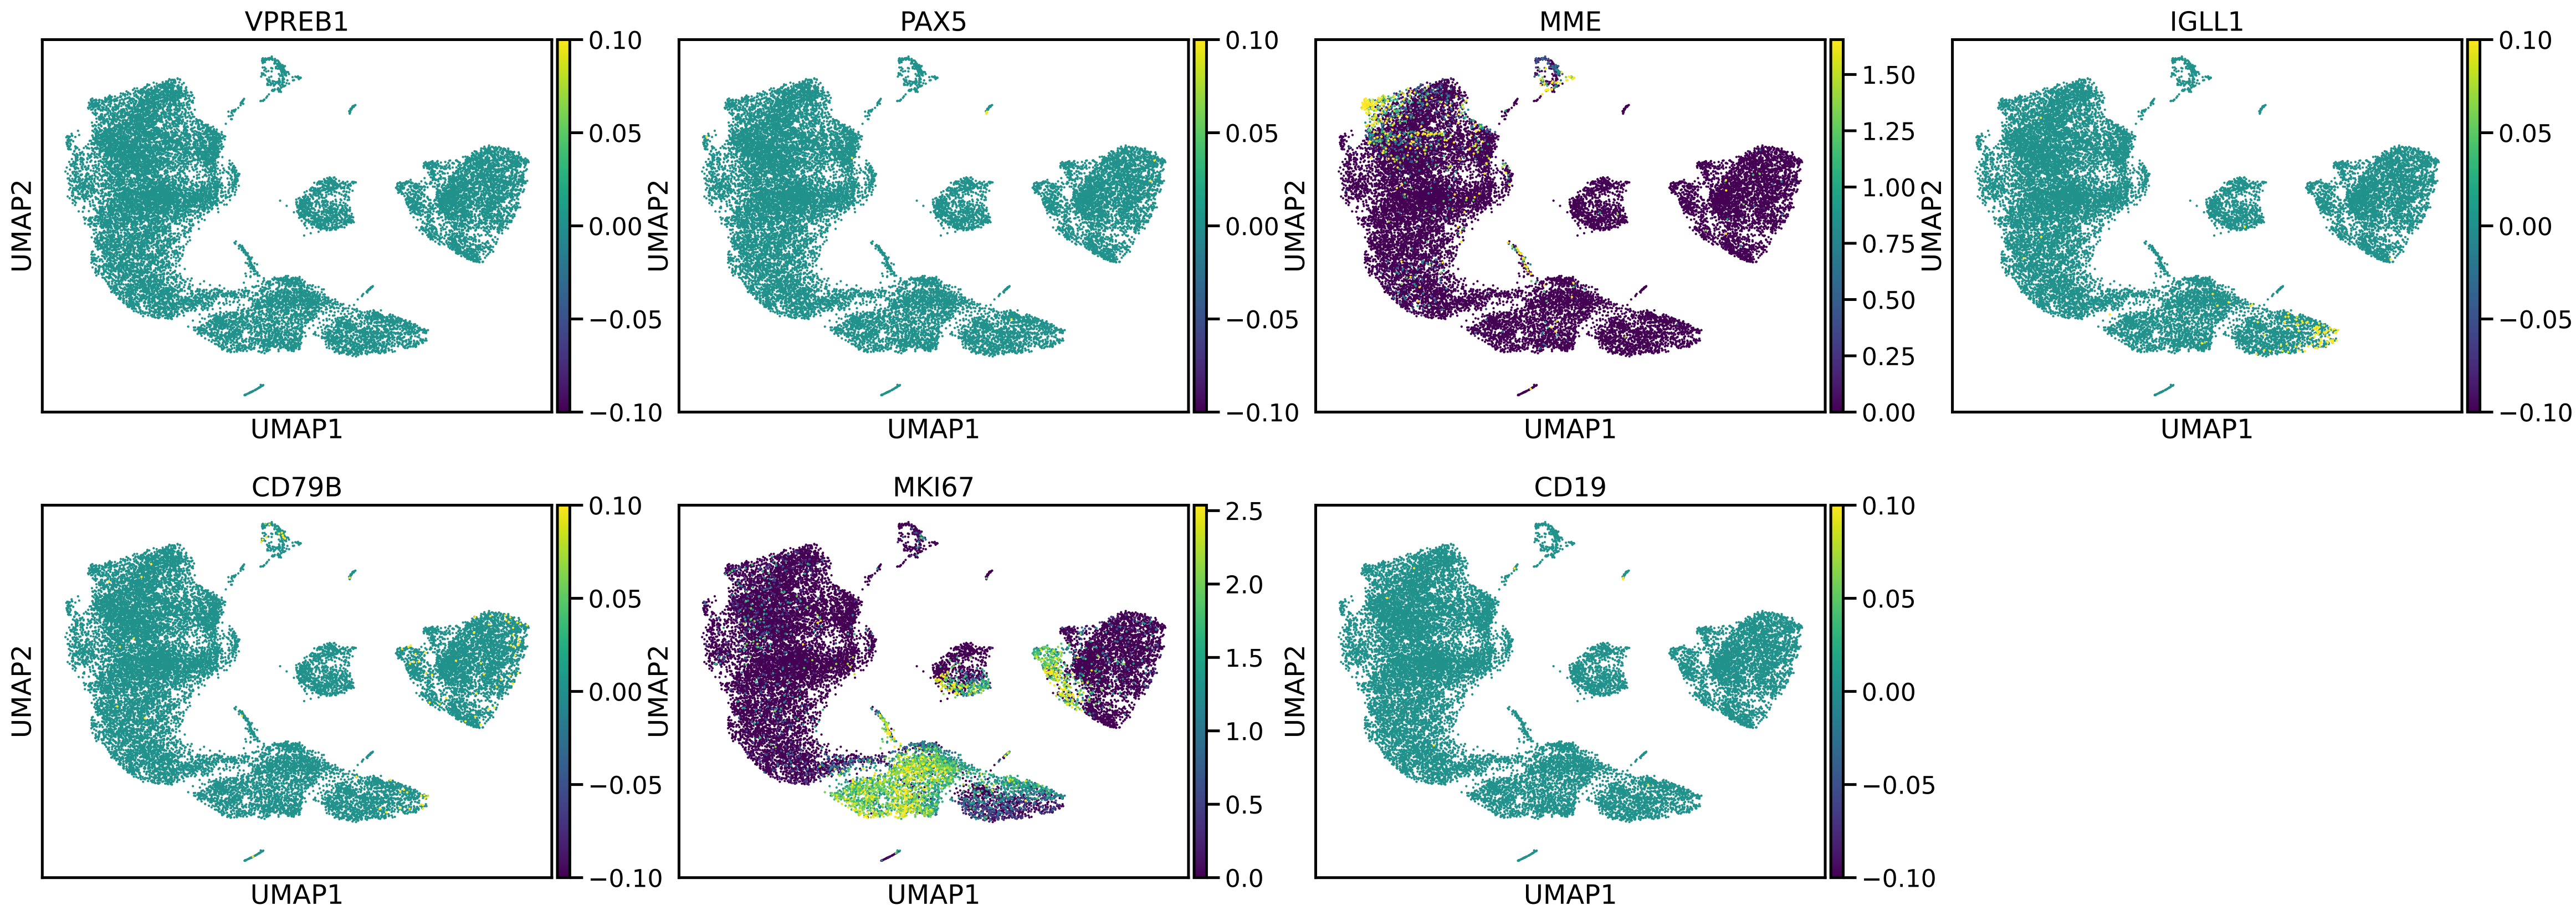 VPREB1
UMAP2
UMAP1
0.10
0.05
0.00
−0.05
−0.10
PAX5
UMAP2
UMAP1
0.10
0.05
0.00
−0.05
−0.10
MME
UMAP2
UMAP1
1.50
1.25
1.00
0.75
0.50
0.25
0.00
IGLL1
UMAP2
UMAP1
0.10
0.05
0.00
−0.05
−0.10
CD79B
UMAP2
UMAP1
0.10
0.05
0.00
−0.05
−0.10
MKI67
UMAP2
UMAP1
2.5
2.0
1.5
1.0
0.5
0.0
CD19
UMAP2
UMAP1
0.10
0.05
0.00
−0.05
−0.10